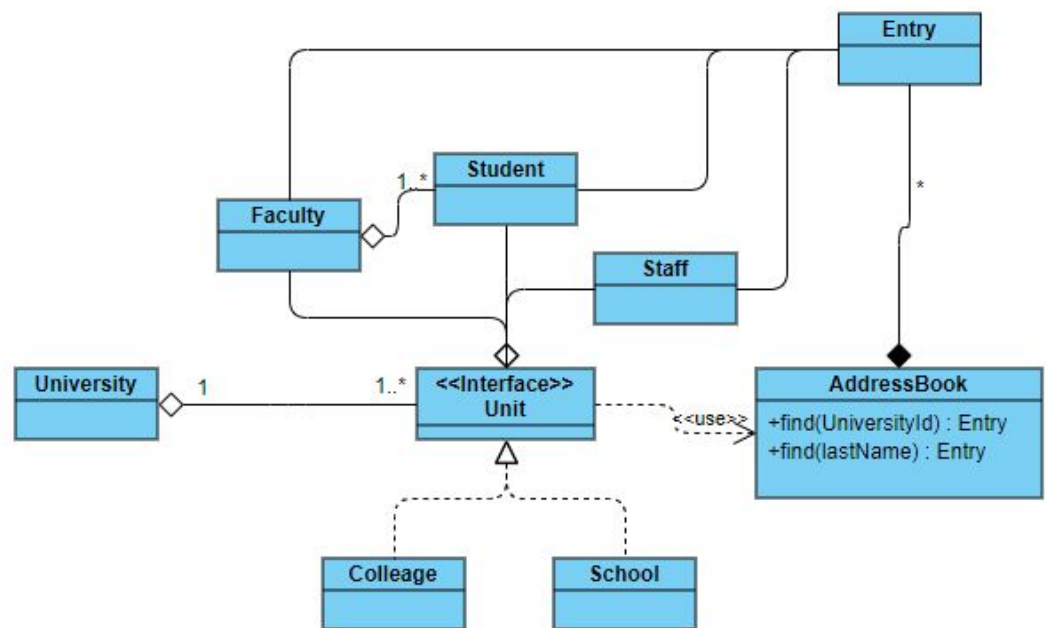 Entry
Student
1..*
Faculty
*
Staff
University
1
1..*
<<Interface>>
Unit
<<use>>
AddressBook
+find(UniversityId) : Entry
+find(lastName) : Entry
Colleage
School